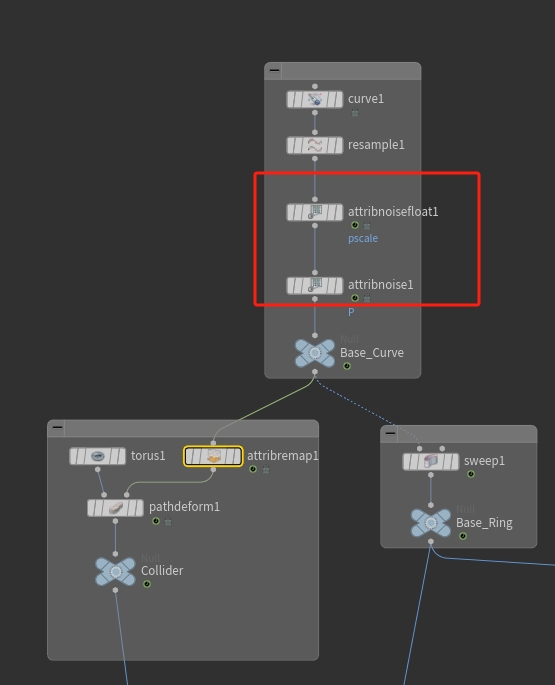 curve1
resample1
attribnoisefloat1
pscale
attribnoise1
P
Null
Base_Curve
torus1
attribremap1
sweep1
pathdeform1
Null
Base_Ring
Null
Collider